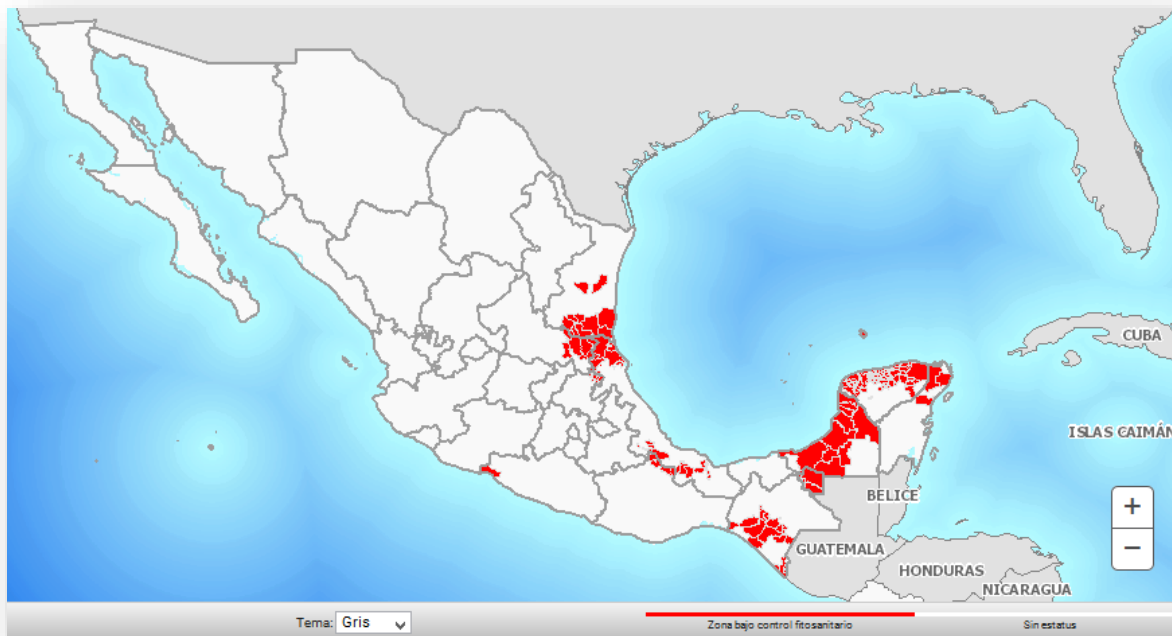 CUBA
ISLAS CAIMÁN
BELICE
+
GUATEMALA
−
HONDURAS
NICARAGUA
Tema: Gris
Zona bajo control fitosanitario
Sin estatus